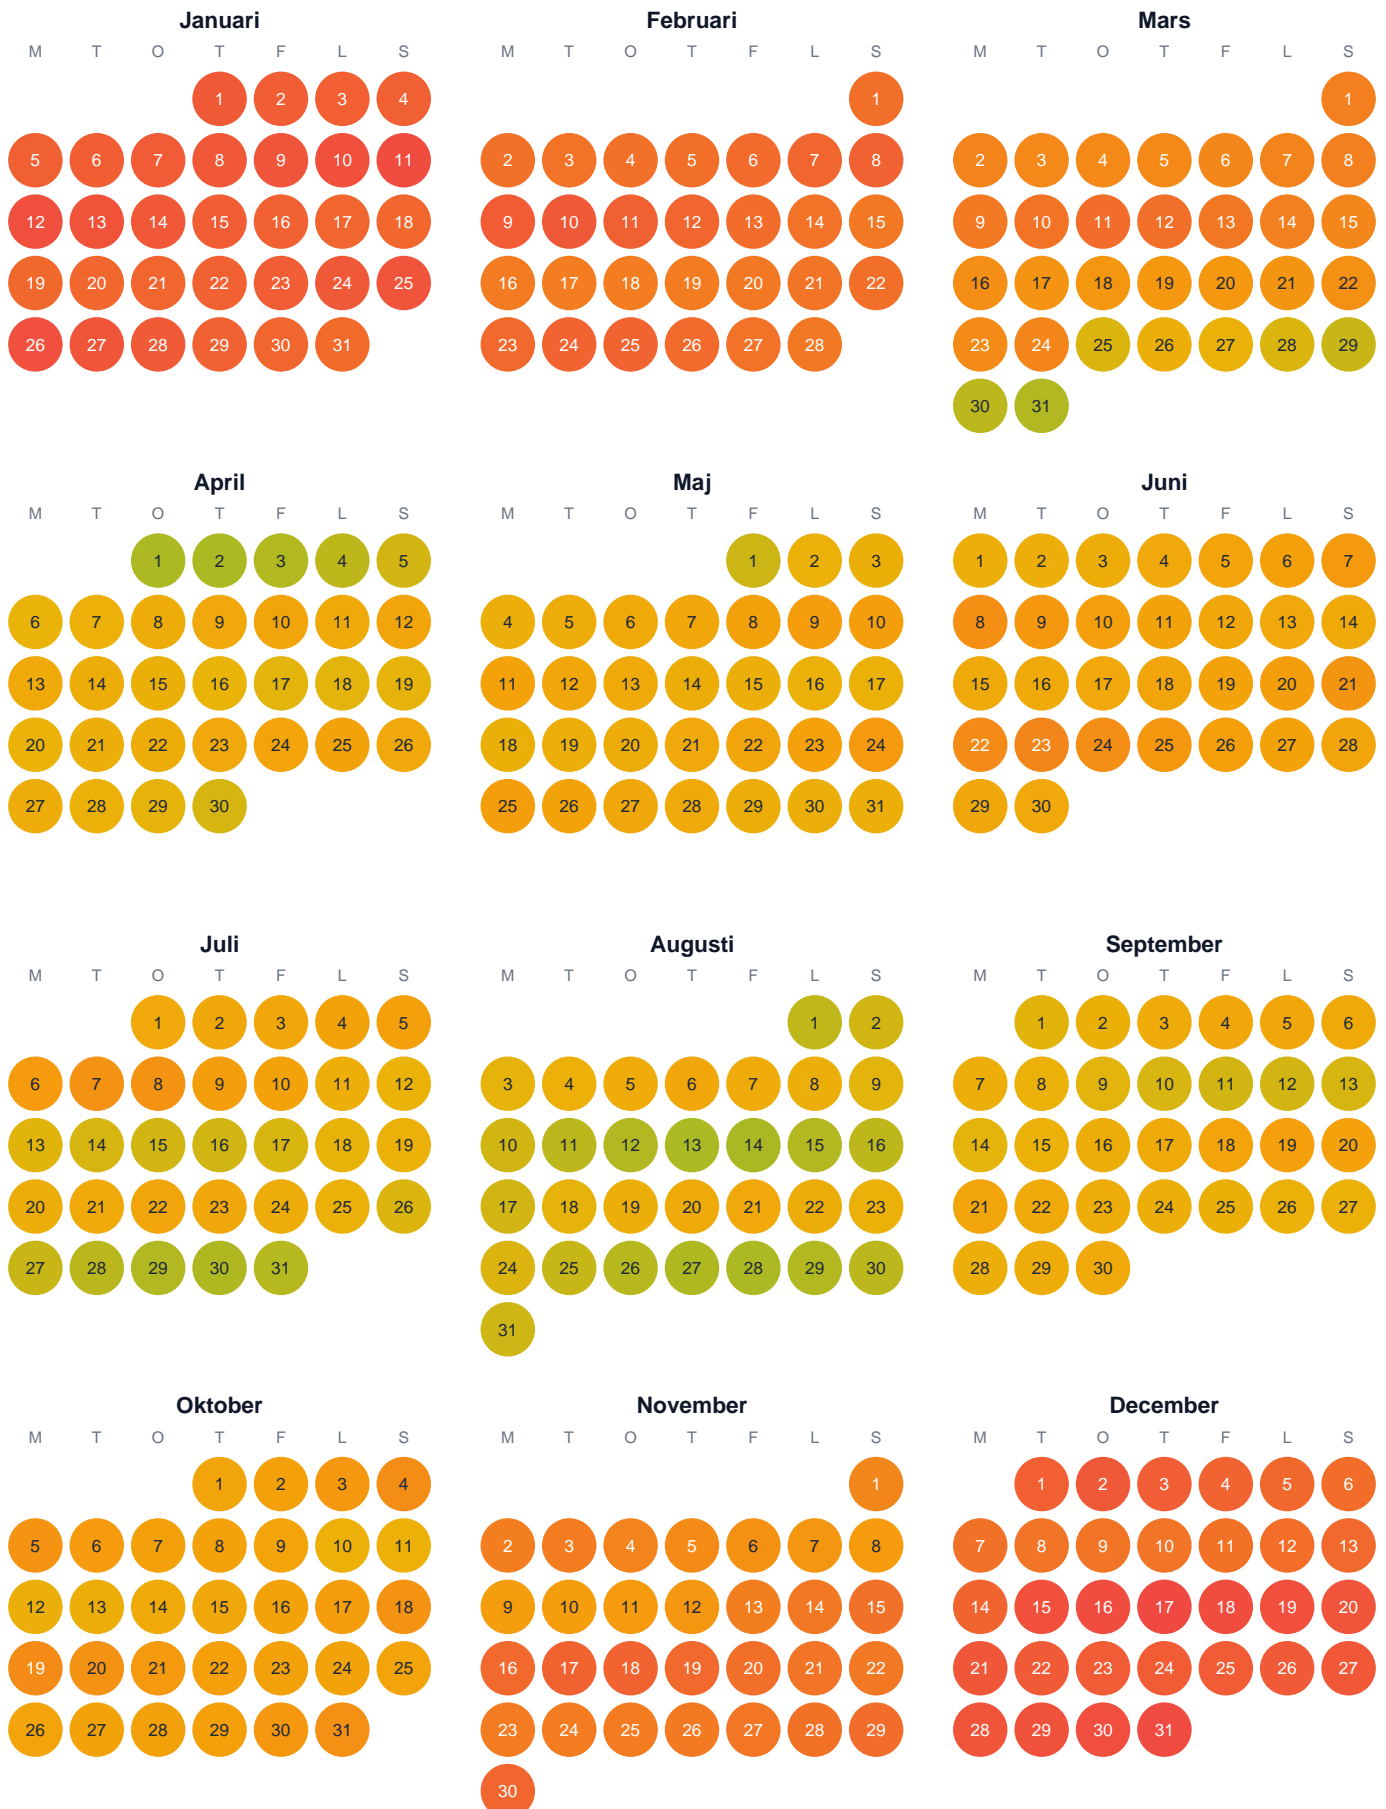 Januari Februari Mars
M T O T F L S M T O T F L S M T O T F L S
1 2 3 4 1 1
5 6 7 8 9 10 11 2 3 4 5 6 7 8 2 3 4 5 6 7 8
12 13 14 15 16 17 18 9 10 11 12 13 14 15 9 10 11 12 13 14 15
19 20 21 22 23 24 25 16 17 18 19 20 21 22 16 17 18 19 20 21 22
26 27 28 29 30 31 23 24 25 26 27 28 23 24 25 26 27 28 29
30 31
April Maj Juni
M T O T F L S M T O T F L S M T O T F L S
1 2 3 4 5 1 2 3 1 2 3 4 5 6 7
6 7 8 9 10 11 12 4 5 6 7 8 9 10 8 9 10 11 12 13 14
13 14 15 16 17 18 19 11 12 13 14 15 16 17 15 16 17 18 19 20 21
20 21 22 23 24 25 26 18 19 20 21 22 23 24 22 23 24 25 26 27 28
27 28 29 30 25 26 27 28 29 30 31 29 30
Juli Augusti September
M T O T F L S M T O T F L S M T O T F L S
1 2 3 4 5 1 2 1 2 3 4 5 6
6 7 8 9 10 11 12 3 4 5 6 7 8 9 7 8 9 10 11 12 13
13 14 15 16 17 18 19 10 11 12 13 14 15 16 14 15 16 17 18 19 20
20 21 22 23 24 25 26 17 18 19 20 21 22 23 21 22 23 24 25 26 27
27 28 29 30 31 24 25 26 27 28 29 30 28 29 30
31
Oktober November December
M T O T F L S M T O T F L S M T O T F L S
1 2 3 4 1 1 2 3 4 5 6
5 6 7 8 9 10 11 2 3 4 5 6 7 8 7 8 9 10 11 12 13
12 13 14 15 16 17 18 9 10 11 12 13 14 15 14 15 16 17 18 19 20
19 20 21 22 23 24 25 16 17 18 19 20 21 22 21 22 23 24 25 26 27
26 27 28 29 30 31 23 24 25 26 27 28 29 28 29 30 31
30